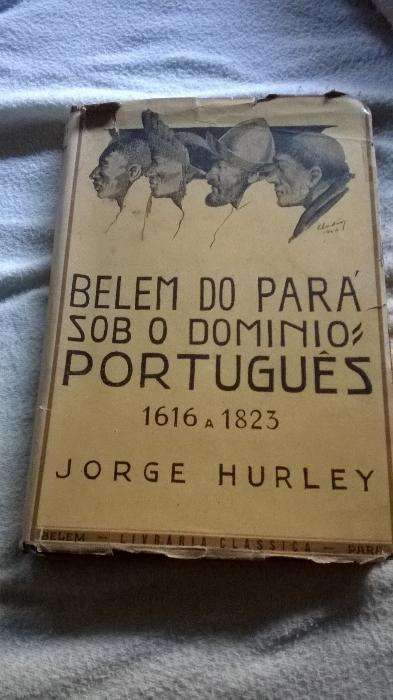 BELEM DO PARÁ
SOB O DOMINIO
PORTUGUÊS
1616 A 1823
JORGE HURLEY
BELEM — LIVRARIA CLASSICA — PARÁ